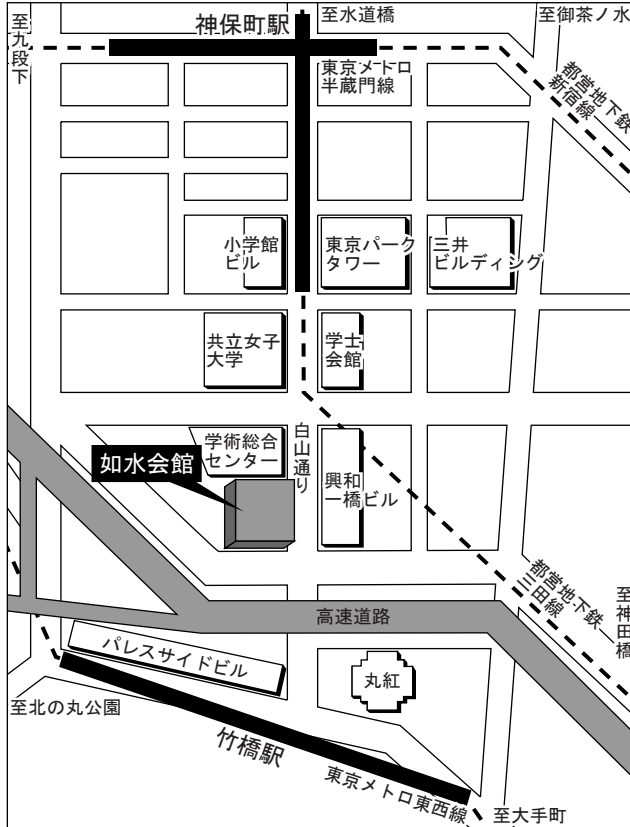 至九段下
神保町駅
至水道橋
至御茶ノ水
東京メトロ
半蔵門線
都営地下鉄
新宿線
小学館
ビル
東京パーク
タワー
三井
ビルディング
共立女子
大学
学士
会館
白山通り
学術総合
センター
如水会館
興和
一橋ビル
都営地下鉄
三田線
至神田橋
高速道路
パレスサイドビル
丸紅
至北の丸公園
竹橋駅
東京メトロ東西線
至大手町